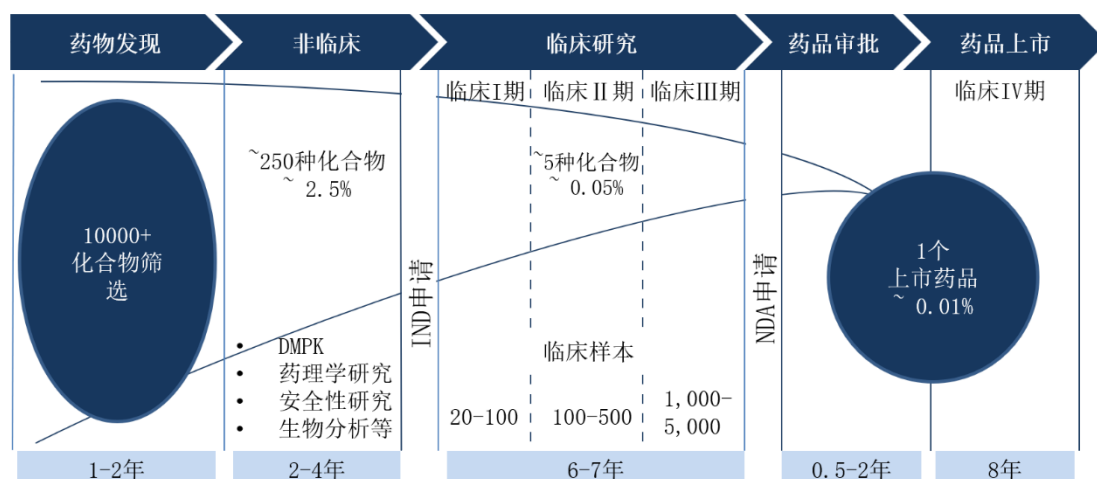 药物发现
非临床
临床研究
药品审批
药品上市
临床I期
临床Ⅱ期
临床Ⅲ期
临床IV期
10000+
化合物筛
选
~250种化合物
~ 2.5%
~5种化合物
~ 0.05%
1个
上市药品
~ 0.01%
IND申请
NDA申请
• DMPK
• 药理学研究
• 安全性研究
• 生物分析等
临床样本
20-100
100-500
1,000-
5,000
1-2年
2-4年
6-7年
0.5-2年
8年